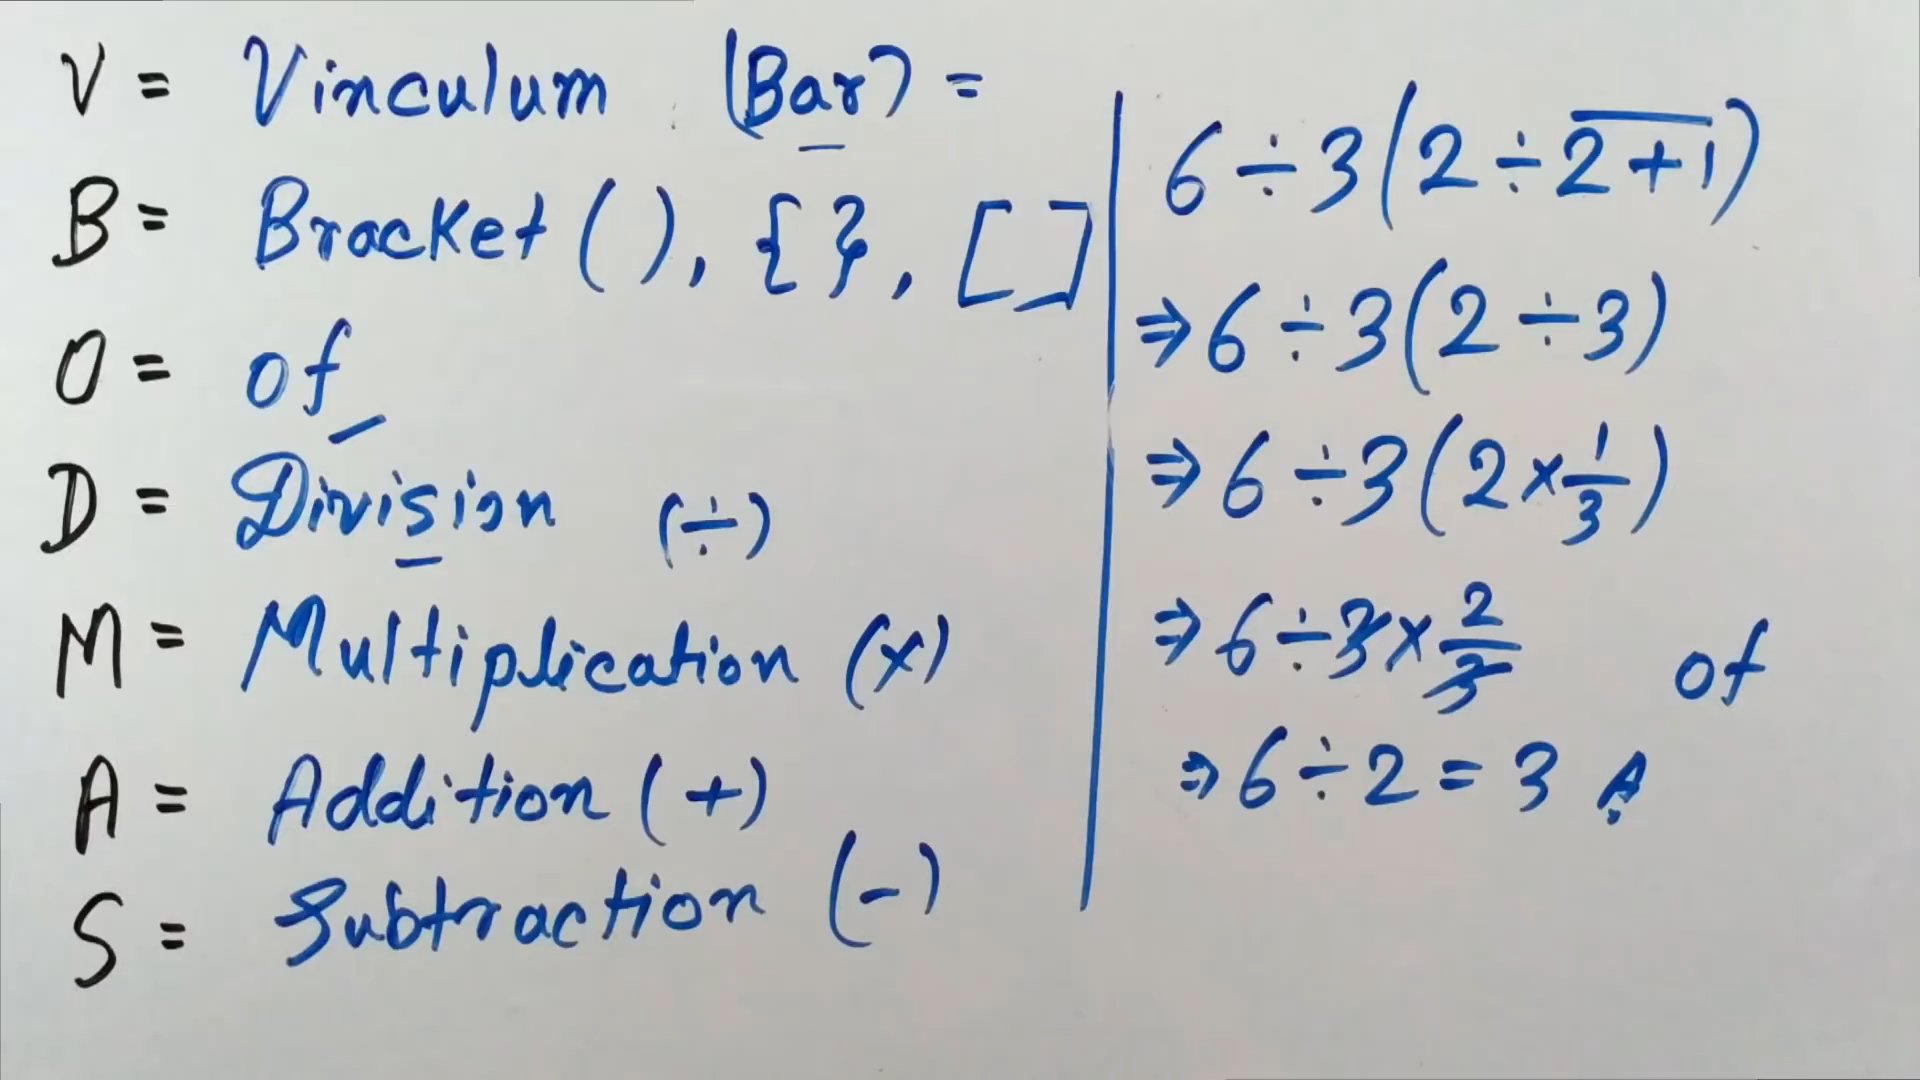 V = Vinculum (Bar) =
B = Bracket ( ), { }, [ ]
O = of
D = Division (÷)
M = Multiplication (×)
A = Addition (+)
S = Subtraction (-)
6 ÷ 3(2 ÷ 2̅ ̅+̅ ̅1̅)
⇒ 6 ÷ 3(2 ÷ 3)
⇒ 6 ÷ 3(2 × 1/3)
⇒ 6 ÷ 3 × 2/3 of
⇒ 6 ÷ 2 = 3 A